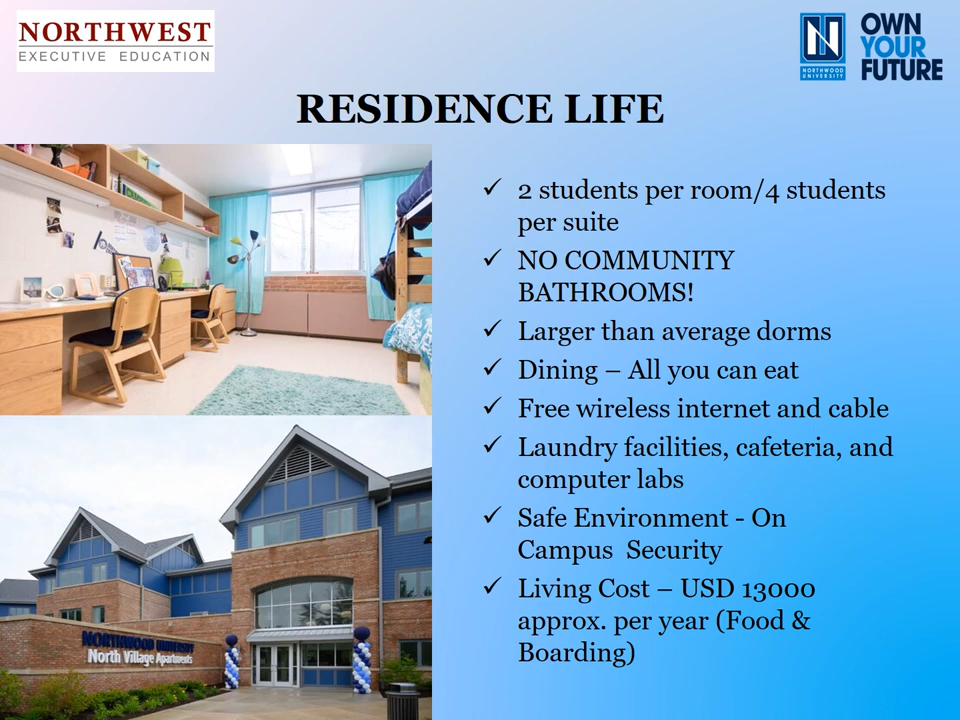 NORTHWEST
EXECUTIVE EDUCATION
NORTHWOOD
UNIVERSITY
OWN
YOUR
FUTURE
RESIDENCE LIFE
✓ 2 students per room/4 students
per suite
✓ NO COMMUNITY
BATHROOMS!
✓ Larger than average dorms
✓ Dining – All you can eat
✓ Free wireless internet and cable
✓ Laundry facilities, cafeteria, and
computer labs
✓ Safe Environment - On
Campus  Security
✓ Living Cost – USD 13000
approx. per year (Food &
Boarding)
NORTHWOOD UNIVERSITY
North Village Apartments